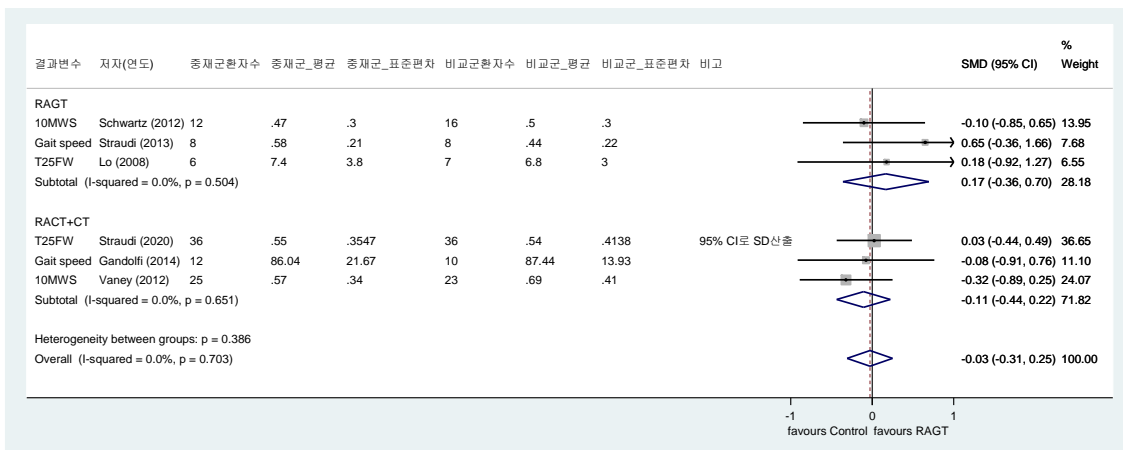 %
결과변수 저자(연도) 중재군환자수 중재군_평균 중재군_표준편차 비교군환자수 비교군_평균 비교군_표준편차 비고 SMD (95% CI) Weight
RAGT
10MWS Schwartz (2012) 12 .47 .3 16 .5 .3 -0.10 (-0.85, 0.65) 13.95
Gait speed Straudi (2013) 8 .58 .21 8 .44 .22 0.65 (-0.36, 1.66) 7.68
T25FW Lo (2008) 6 7.4 3.8 7 6.8 3 0.18 (-0.92, 1.27) 6.55
Subtotal (I-squared = 0.0%, p = 0.504) 0.17 (-0.36, 0.70) 28.18
RACT+CT
T25FW Straudi (2020) 36 .55 .3547 36 .54 .4138 95% CI로 SD산출 0.03 (-0.44, 0.49) 36.65
Gait speed Gandolfi (2014) 12 86.04 21.67 10 87.44 13.93 -0.08 (-0.91, 0.76) 11.10
10MWS Vaney (2012) 25 .57 .34 23 .69 .41 -0.32 (-0.89, 0.25) 24.07
Subtotal (I-squared = 0.0%, p = 0.651) -0.11 (-0.44, 0.22) 71.82
Heterogeneity between groups: p = 0.386
Overall (I-squared = 0.0%, p = 0.703) -0.03 (-0.31, 0.25) 100.00
-1 0 1
favours Control favours RAGT